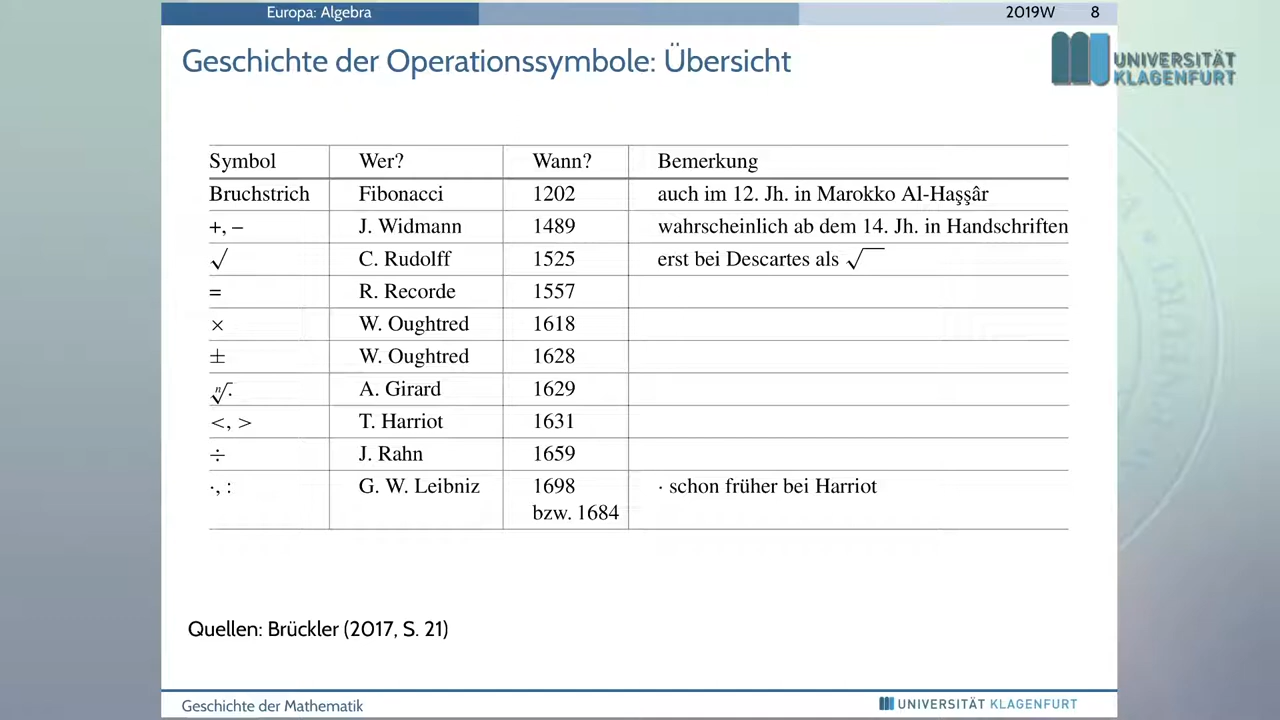 Europa: Algebra 2019W 8
Geschichte der Operationssymbole: Übersicht
UNIVERSITÄT
KLAGENFURT
Symbol Wer? Wann? Bemerkung
Bruchstrich Fibonacci 1202 auch im 12. Jh. in Marokko Al-Haşşâr
+, – J. Widmann 1489 wahrscheinlich ab dem 14. Jh. in Handschriften
√ C. Rudolff 1525 erst bei Descartes als √‾
= R. Recorde 1557
× W. Oughtred 1618
± W. Oughtred 1628
ⁿ√. A. Girard 1629
<, > T. Harriot 1631
÷ J. Rahn 1659
·, : G. W. Leibniz 1698 · schon früher bei Harriot
bzw. 1684
Quellen: Brückler (2017, S. 21)
Geschichte der Mathematik UNIVERSITÄT KLAGENFURT